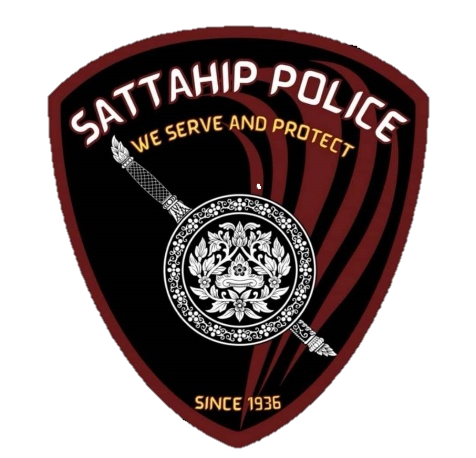 SATTAHIP POLICE
WE SERVE AND PROTECT
SINCE 1936